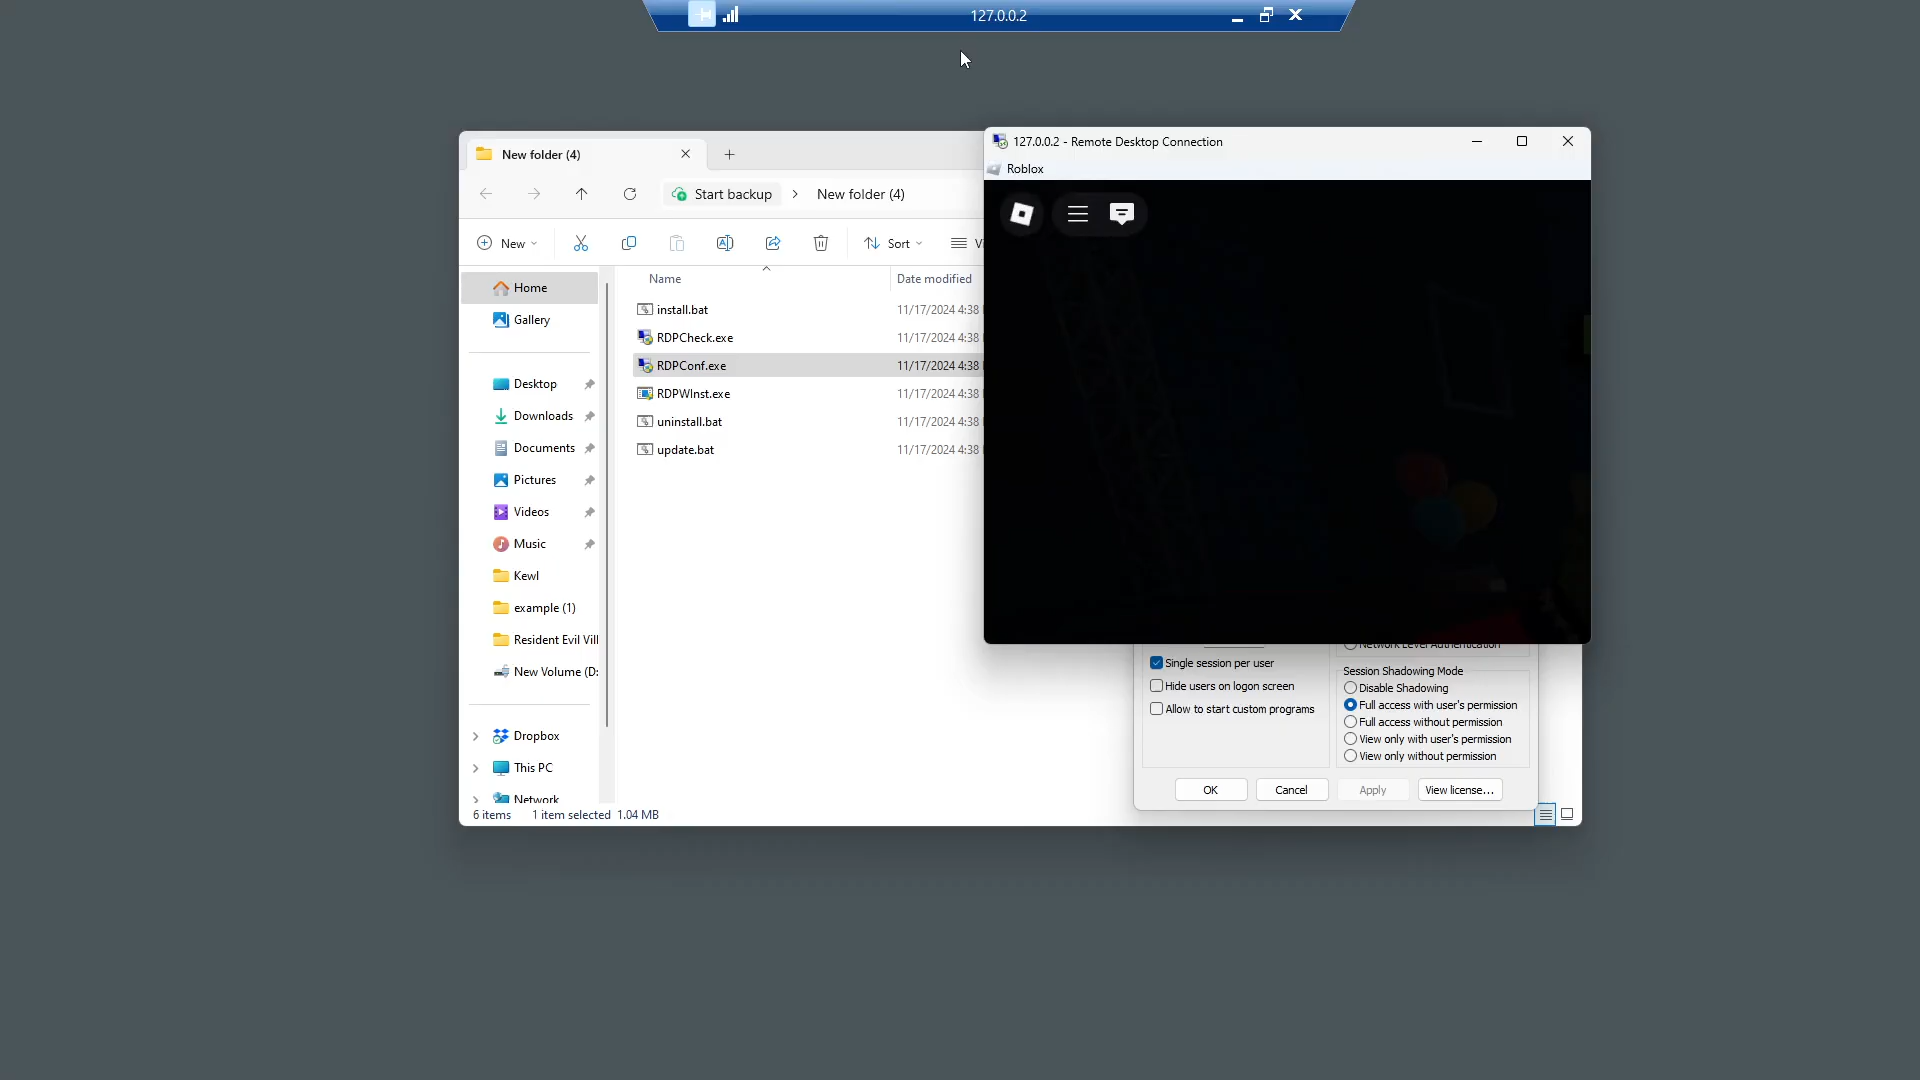 127.0.0.2
New folder (4)
Start backup
New folder (4)
New
Sort
Name
Date modified
install.bat
11/17/2024 4:38
RDPCheck.exe
11/17/2024 4:38
RDPConf.exe
11/17/2024 4:38
RDPWInst.exe
11/17/2024 4:38
uninstall.bat
11/17/2024 4:38
update.bat
11/17/2024 4:38
Home
Gallery
Desktop
Downloads
Documents
Pictures
Videos
Music
Kewl
example (1)
Resident Evil Vill
New Volume (D:
Dropbox
This PC
Network
6 items
1 item selected 1.04 MB
127.0.0.2 - Remote Desktop Connection
Roblox
Network Level Authentication
Single session per user
Hide users on logon screen
Allow to start custom programs
Session Shadowing Mode
Disable Shadowing
Full access with user's permission
Full access without permission
View only with user's permission
View only without permission
OK
Cancel
Apply
View license...